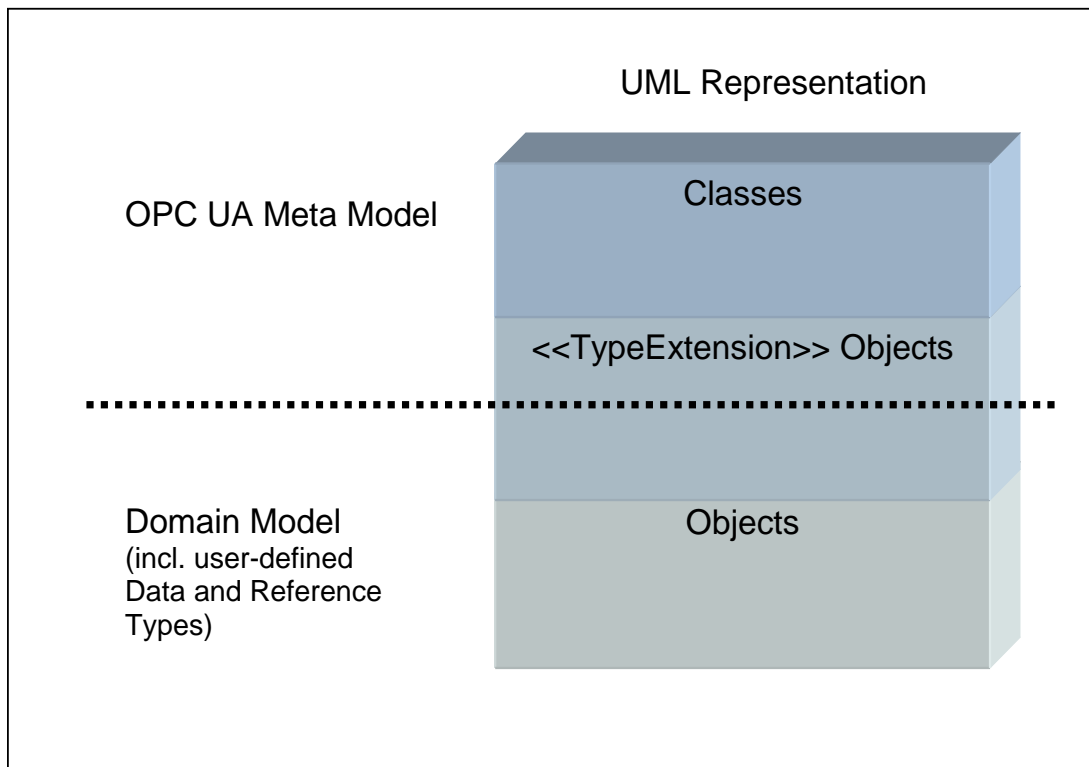 UML Representation
Classes
OPC UA Meta Model
<<TypeExtension>> Objects
Domain Model
(incl. user-defined
Data and Reference
Types)
Objects